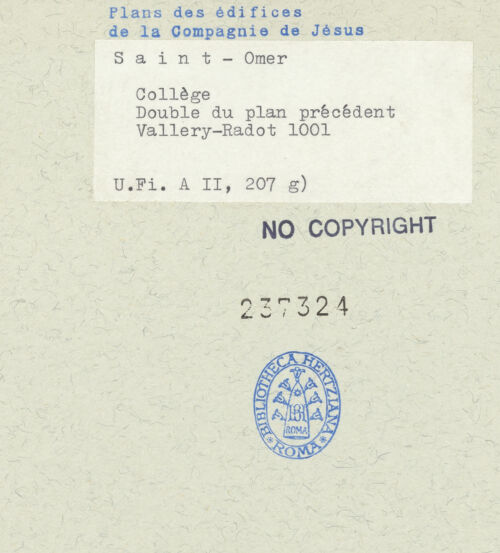 Plans des édifices
de la Compagnie de Jésus
Saint-Omer
Collège
Double du plan précédent
Vallery-Radot 1001
U.Fi. A II, 207 g)
NO COPYRIGHT
237324
BIBLIOTHECA HERTZIANA
ROMA
ROMA